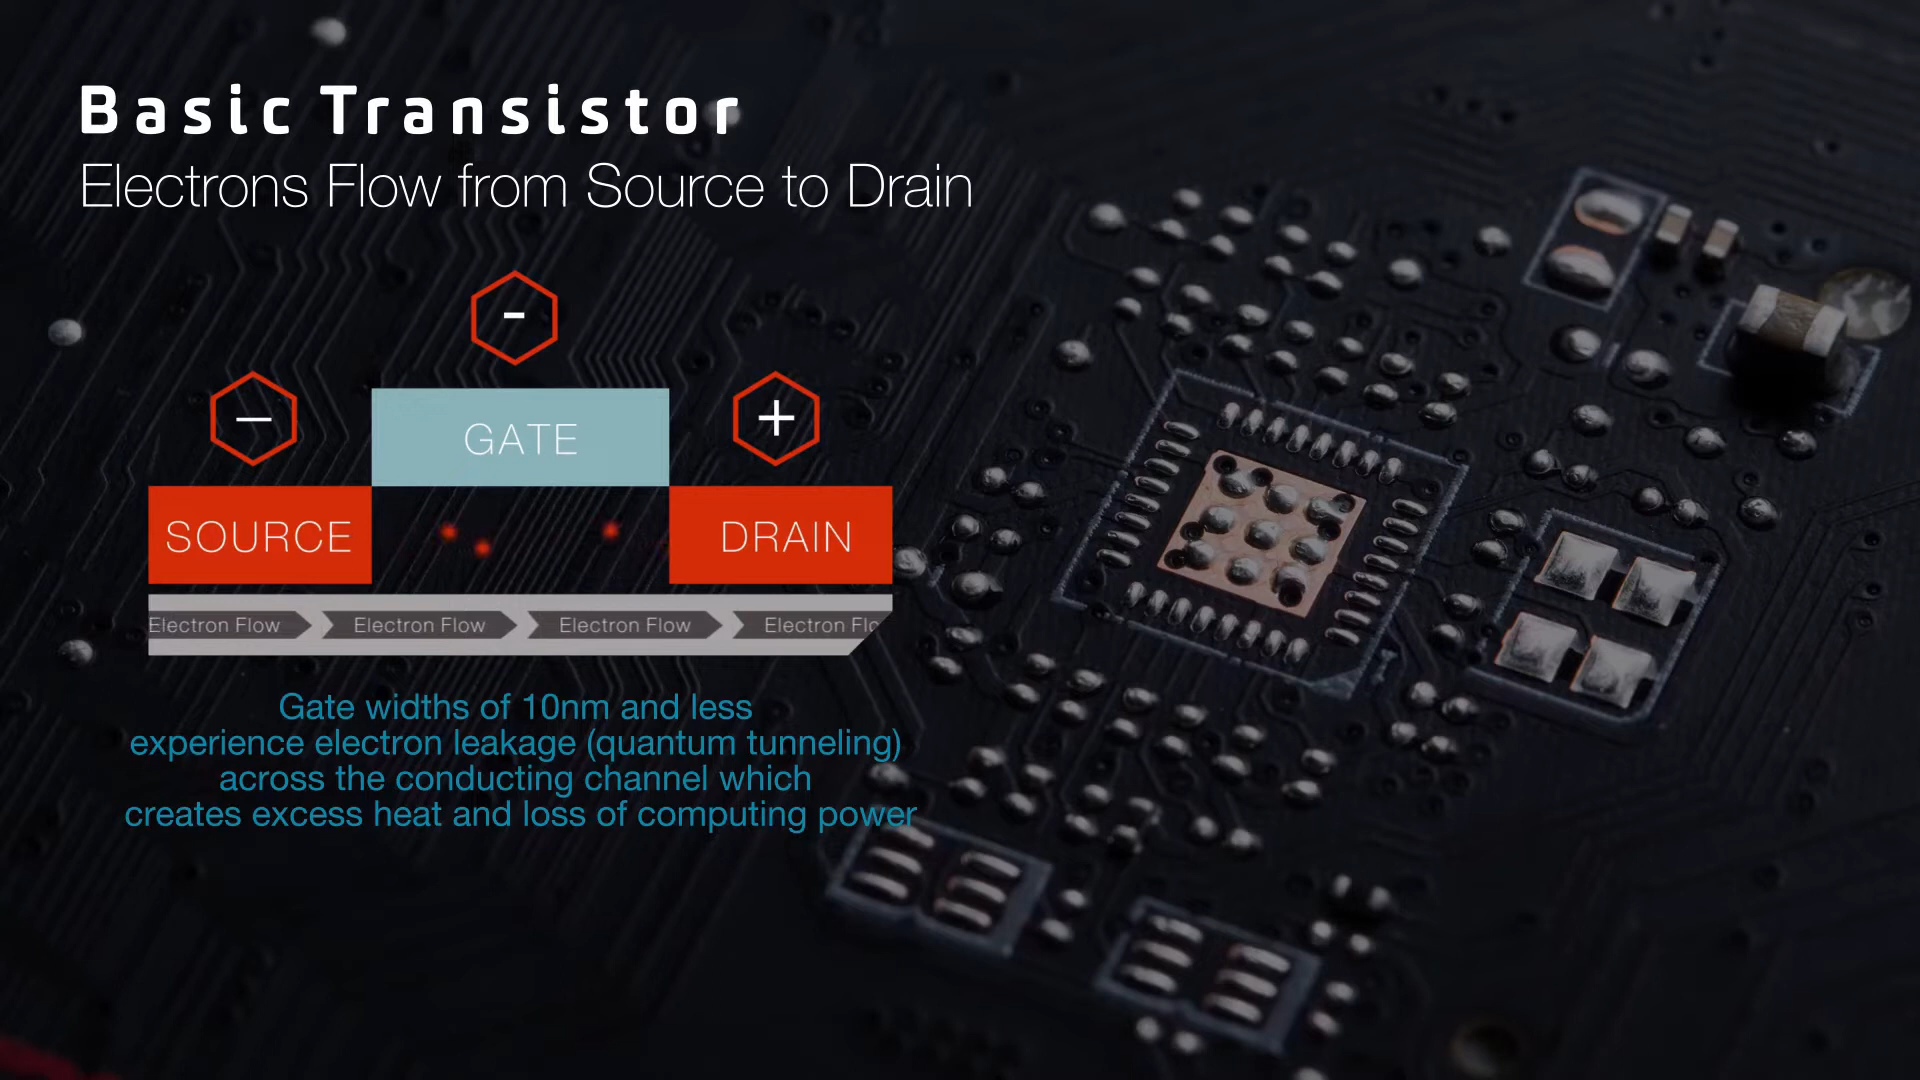 Basic Transistor
Electrons Flow from Source to Drain
-
— +
GATE
SOURCE DRAIN
Electron Flow Electron Flow Electron Flow Electron Flo
Gate widths of 10nm and less
experience electron leakage (quantum tunneling)
across the conducting channel which
creates excess heat and loss of computing power